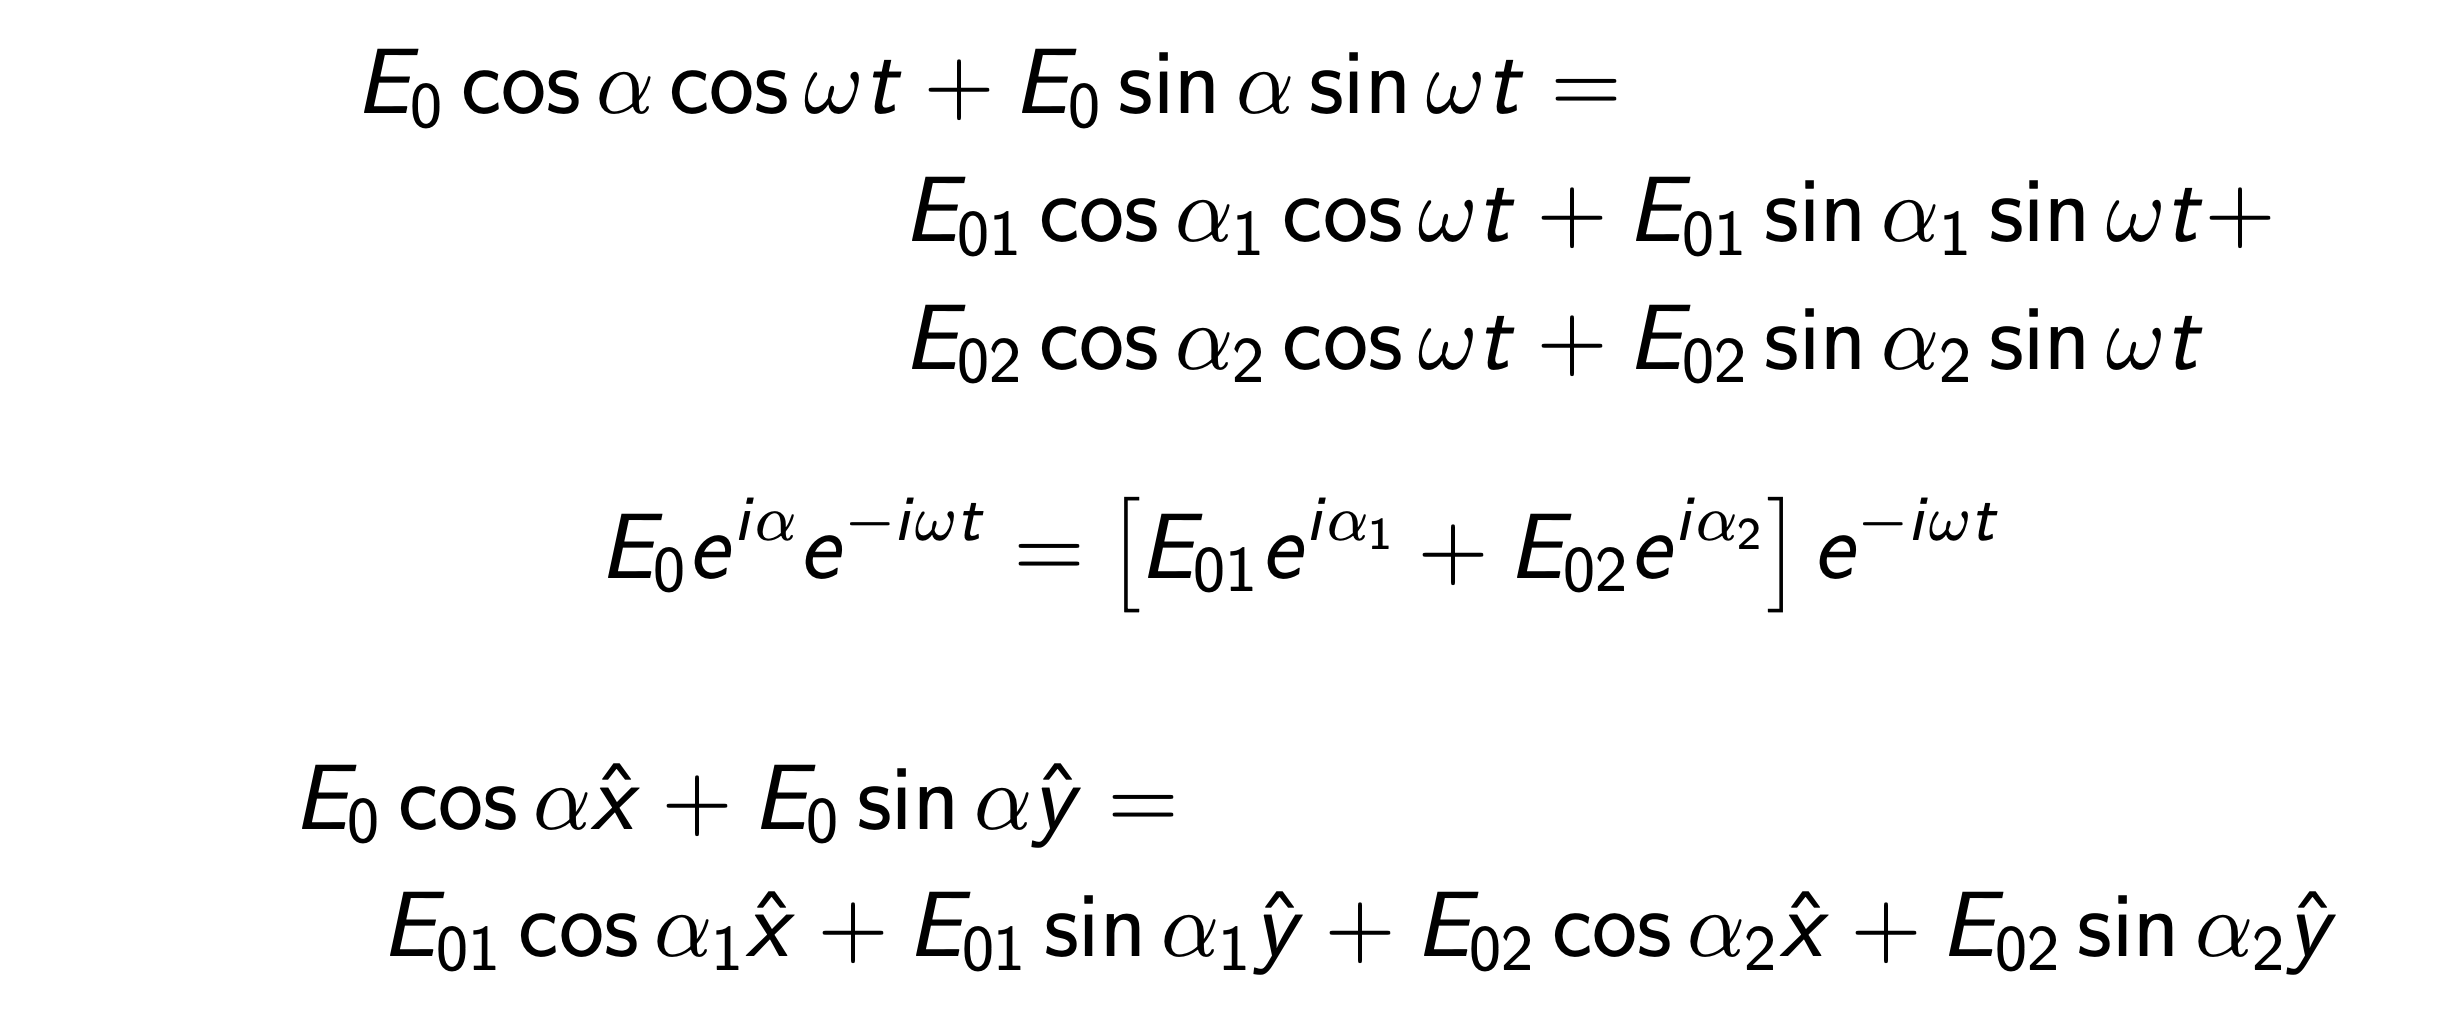 E₀ cos α cos ωt + E₀ sin α sin ωt =
E₀₁ cos α₁ cos ωt + E₀₁ sin α₁ sin ωt+
E₀₂ cos α₂ cos ωt + E₀₂ sin α₂ sin ωt
E₀e^{iα}e^{−iωt} = [E₀₁e^{iα₁} + E₀₂e^{iα₂}] e^{−iωt}
E₀ cos αx̂ + E₀ sin αŷ =
E₀₁ cos α₁x̂ + E₀₁ sin α₁ŷ + E₀₂ cos α₂x̂ + E₀₂ sin α₂ŷ